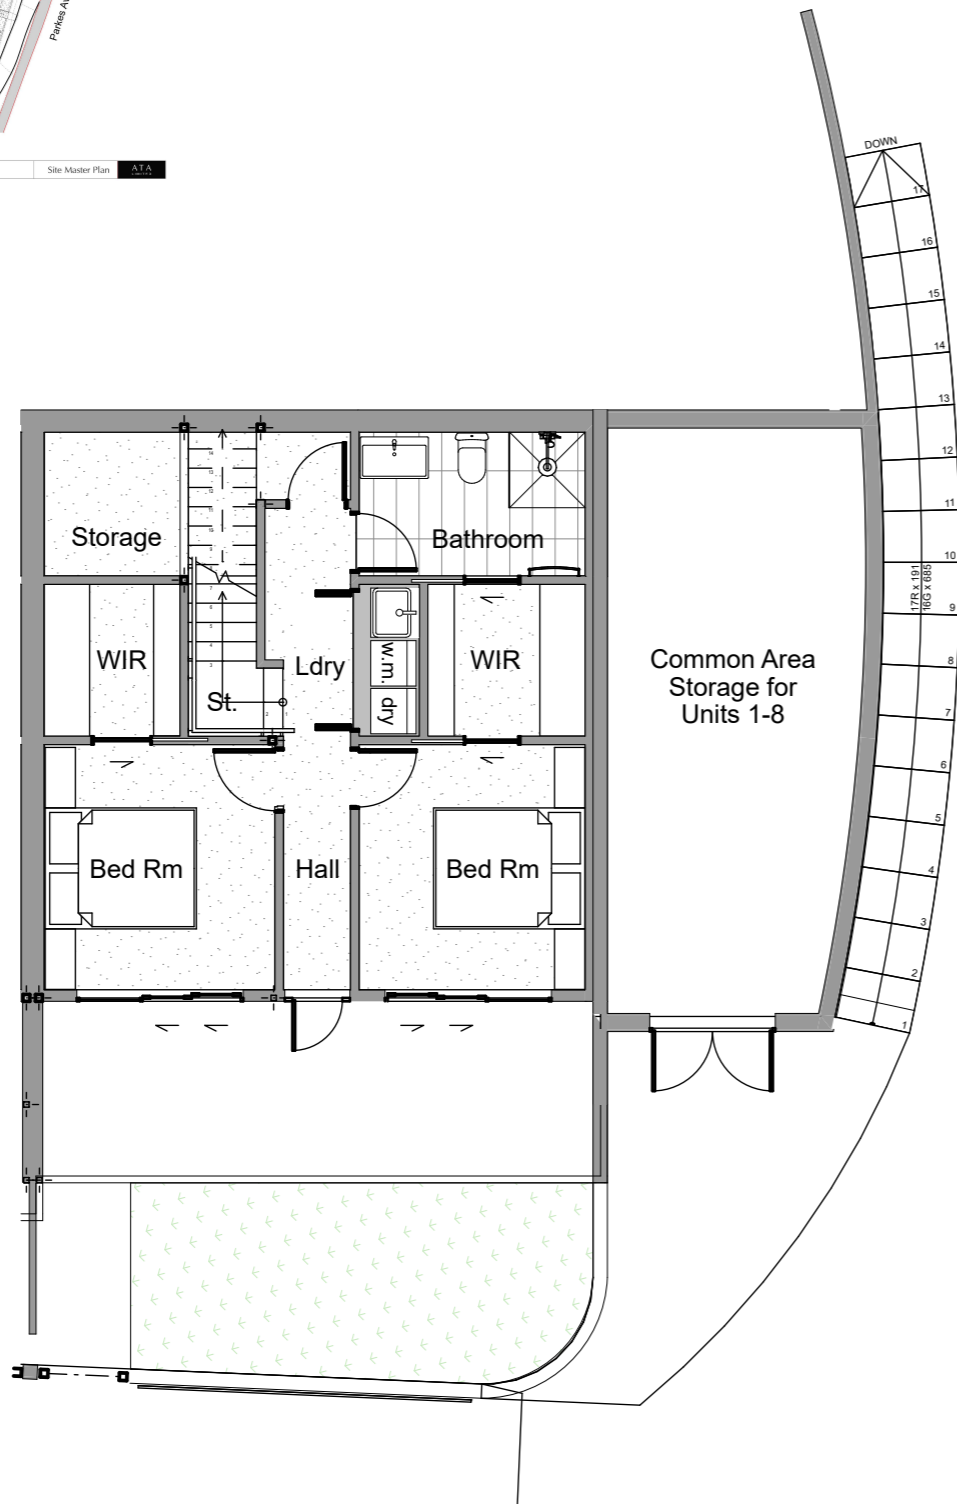 Parkes Av
Site Master Plan
ATA
DOWN
17
16
15
14
13
12
11
10
9
8
7
6
5
4
3
2
1
17R x 191
16G x 685
Storage
Bathroom
WIR
St.
Ldry
w.m.
dry
WIR
Common Area
Storage for
Units 1-8
Bed Rm
Hall
Bed Rm